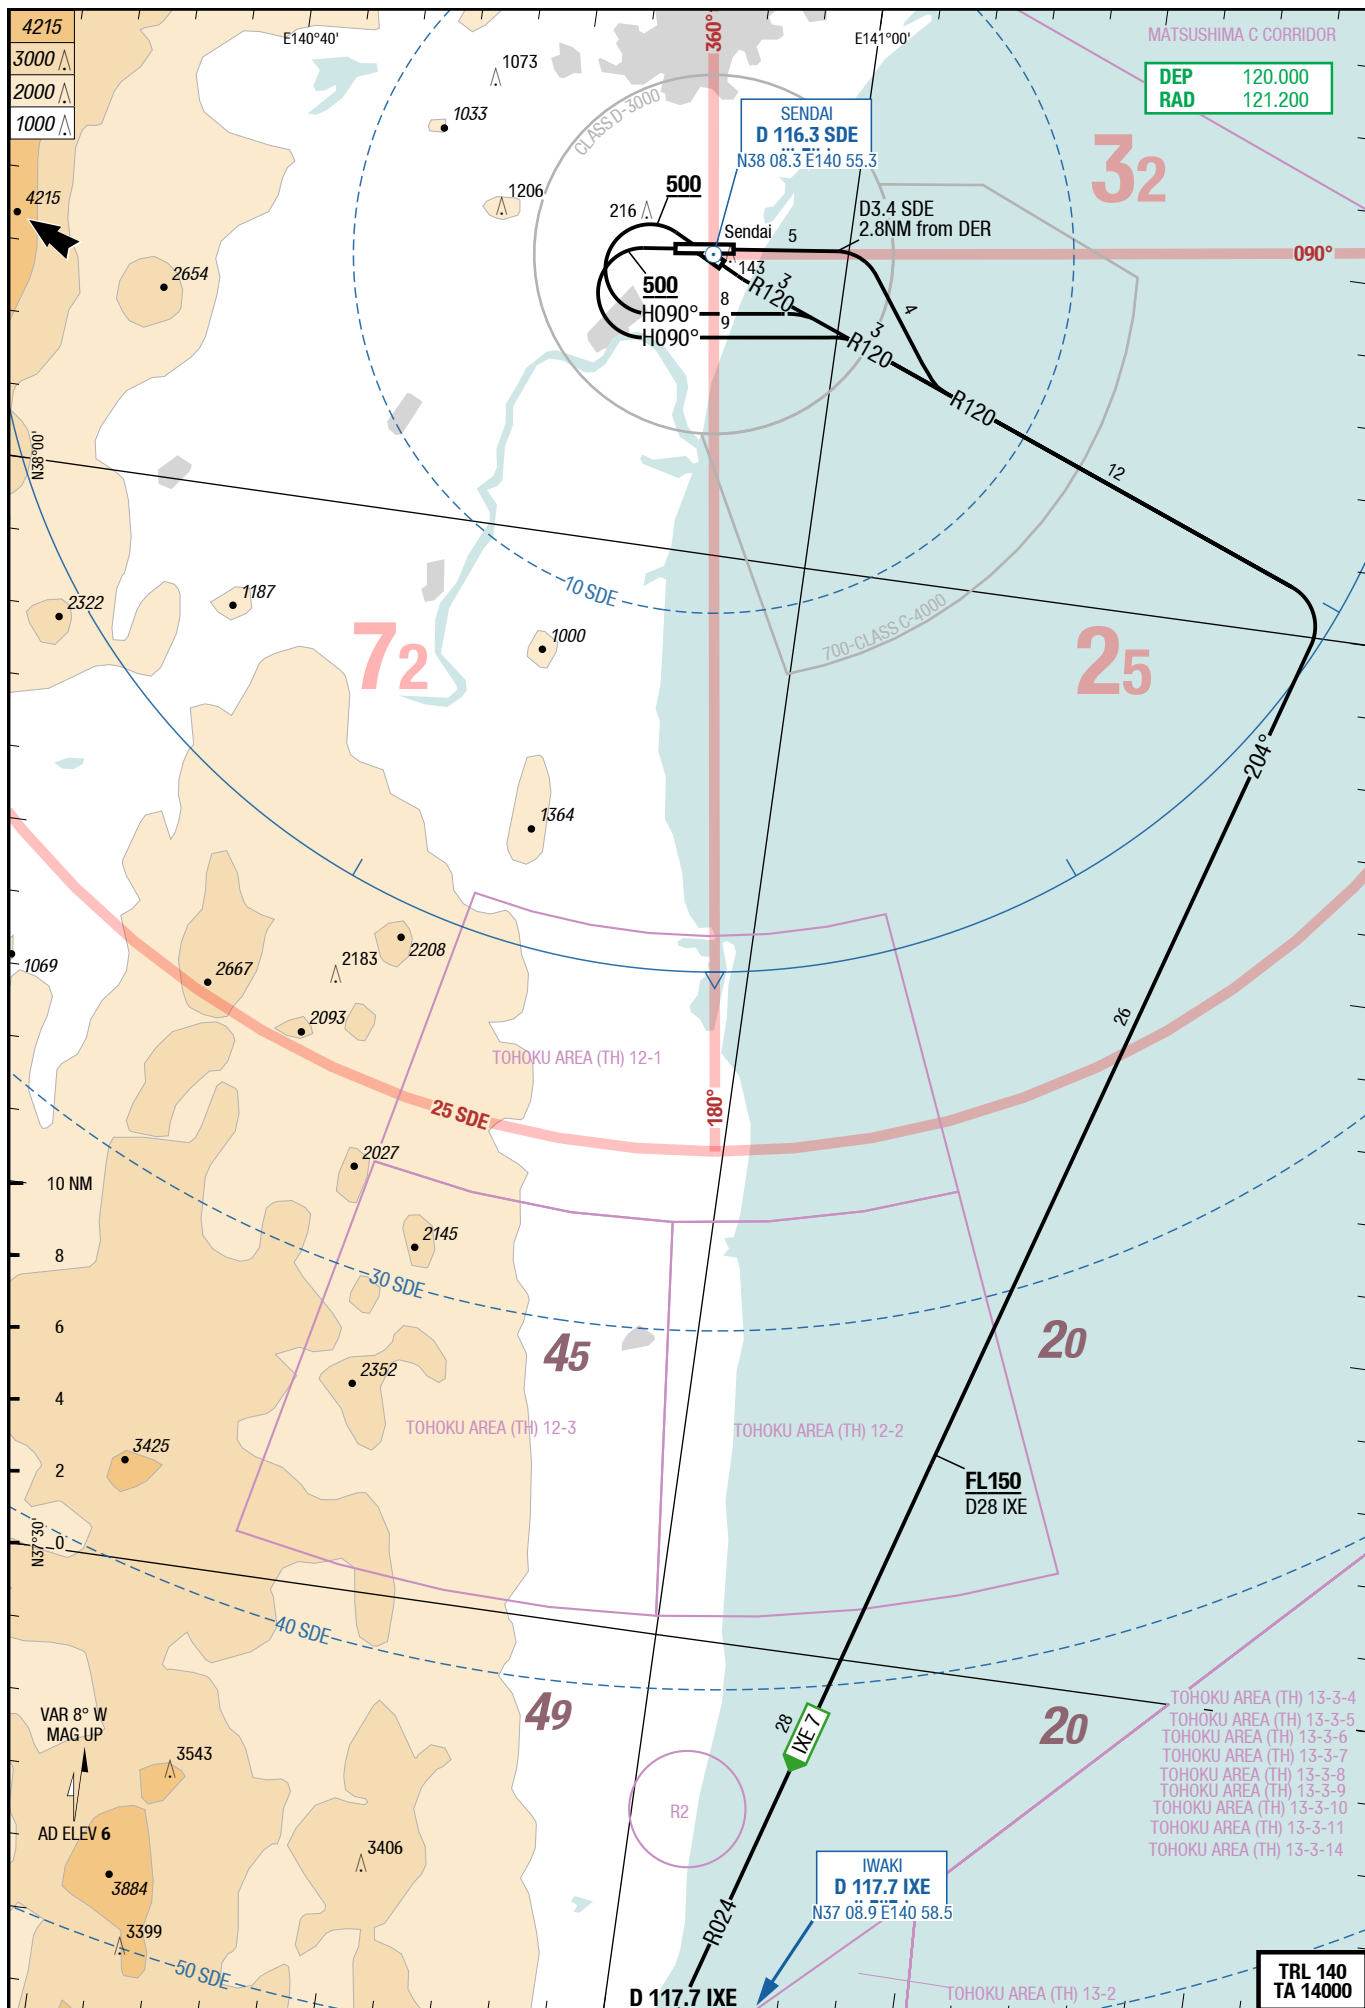 4215
3000
2000
1000
E140°40'
360°
E141°00'
MATSUSHIMA C CORRIDOR
DEP 120.000
RAD 121.200
1073
1033
CLASS D-3000
SENDAI
D 116.3 SDE
N38 08.3 E140 55.3
32
4215
1206
500
216
D3.4 SDE
2.8NM from DER
Sendai
5
090°
143
2654
500
3
R120
8
H090°
9
H090°
4
3
R120
R120
12
N38°00'
10 SDE
2322
1187
1000
72
700-CLASS C-4000
25
204°
1364
2208
2183
2667
1069
2093
26
TOHOKU AREA (TH) 12-1
25 SDE
180°
2027
10 NM
2145
8
30 SDE
6
45
20
2352
4
TOHOKU AREA (TH) 12-3
TOHOKU AREA (TH) 12-2
3425
2
FL150
D28 IXE
N37°30'
0
40 SDE
49
20
28
IXE 7
TOHOKU AREA (TH) 13-3-4
TOHOKU AREA (TH) 13-3-5
TOHOKU AREA (TH) 13-3-6
TOHOKU AREA (TH) 13-3-7
TOHOKU AREA (TH) 13-3-8
TOHOKU AREA (TH) 13-3-9
TOHOKU AREA (TH) 13-3-10
TOHOKU AREA (TH) 13-3-11
TOHOKU AREA (TH) 13-3-14
VAR 8° W
MAG UP
3543
R2
AD ELEV 6
3406
3884
IWAKI
D 117.7 IXE
N37 08.9 E140 58.5
3399
R024
50 SDE
D 117.7 IXE
TOHOKU AREA (TH) 13-2
TRL 140
TA 14000